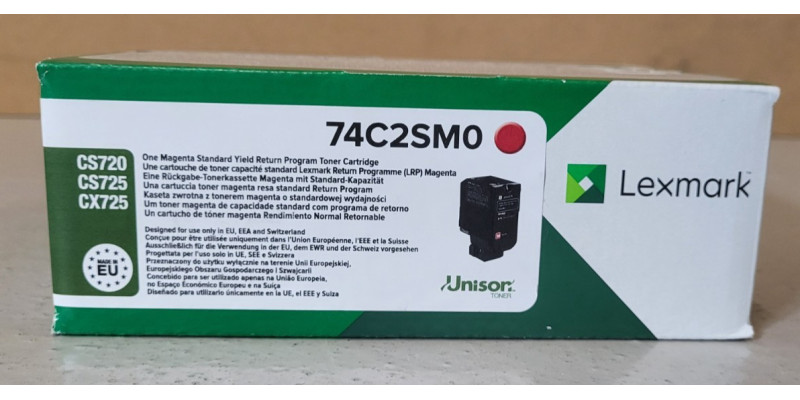 74C2SM0
CS720
CS725
CX725
One Magenta Standard Yield Return Program Toner Cartridge
Une cartouche de toner capacité standard Lexmark Return Programme (LRP) Magenta
Eine Rückgabe-Tonerkassette Magenta mit Standard-Kapazität
Una cartuccia toner magenta resa standard Return Program
Kaseta zwrotna z tonerem magenta o standardowej wydajności
Um toner magenta de capacidade standard com programa de retorno
Un cartucho de tóner magenta Rendimiento Normal Retornable
Designed for use only in EU, EEA and Switzerland
Conçue pour être utilisée uniquement dans l'Union Européenne, l'EEE et la Suisse
Ausschließlich für die Verwendung in der EU, dem EWR und der Schweiz vorgesehen
Progettata per l'uso solo in UE, SEE e Svizzera
Przeznaczony do użytku wyłącznie na terenie Unii Europejskiej,
Europejskiego Obszaru Gospodarczego i Szwajcarii
Concebido para ser utilizado apenas na União Europeia,
no Espaço Económico Europeu e na Suíça
Diseñado para utilizarlo únicamente en la UE, el EEE y Suiza
MADE IN
EU
Unison
TONER
Lexmark